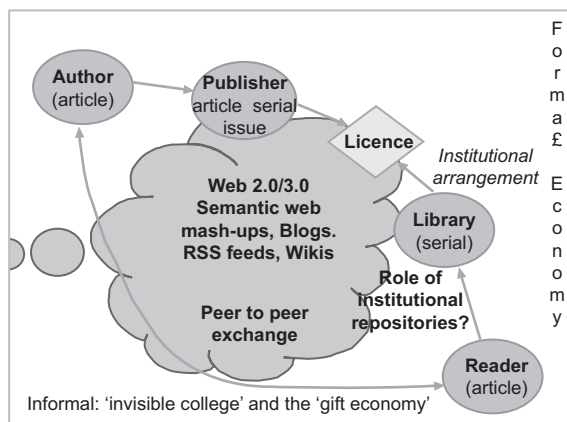 Author
(article)
Publisher
article serial
issue
Licence
Institutional
arrangement
Web 2.0/3.0
Semantic web
mash-ups, Blogs.
RSS feeds, Wikis
Library
(serial)
Role of
institutional
repositories?
Peer to peer
exchange
Reader
(article)
Informal: ‘invisible college’ and the ‘gift economy’
F
o
r
m
a
£
E
c
o
n
o
m
y